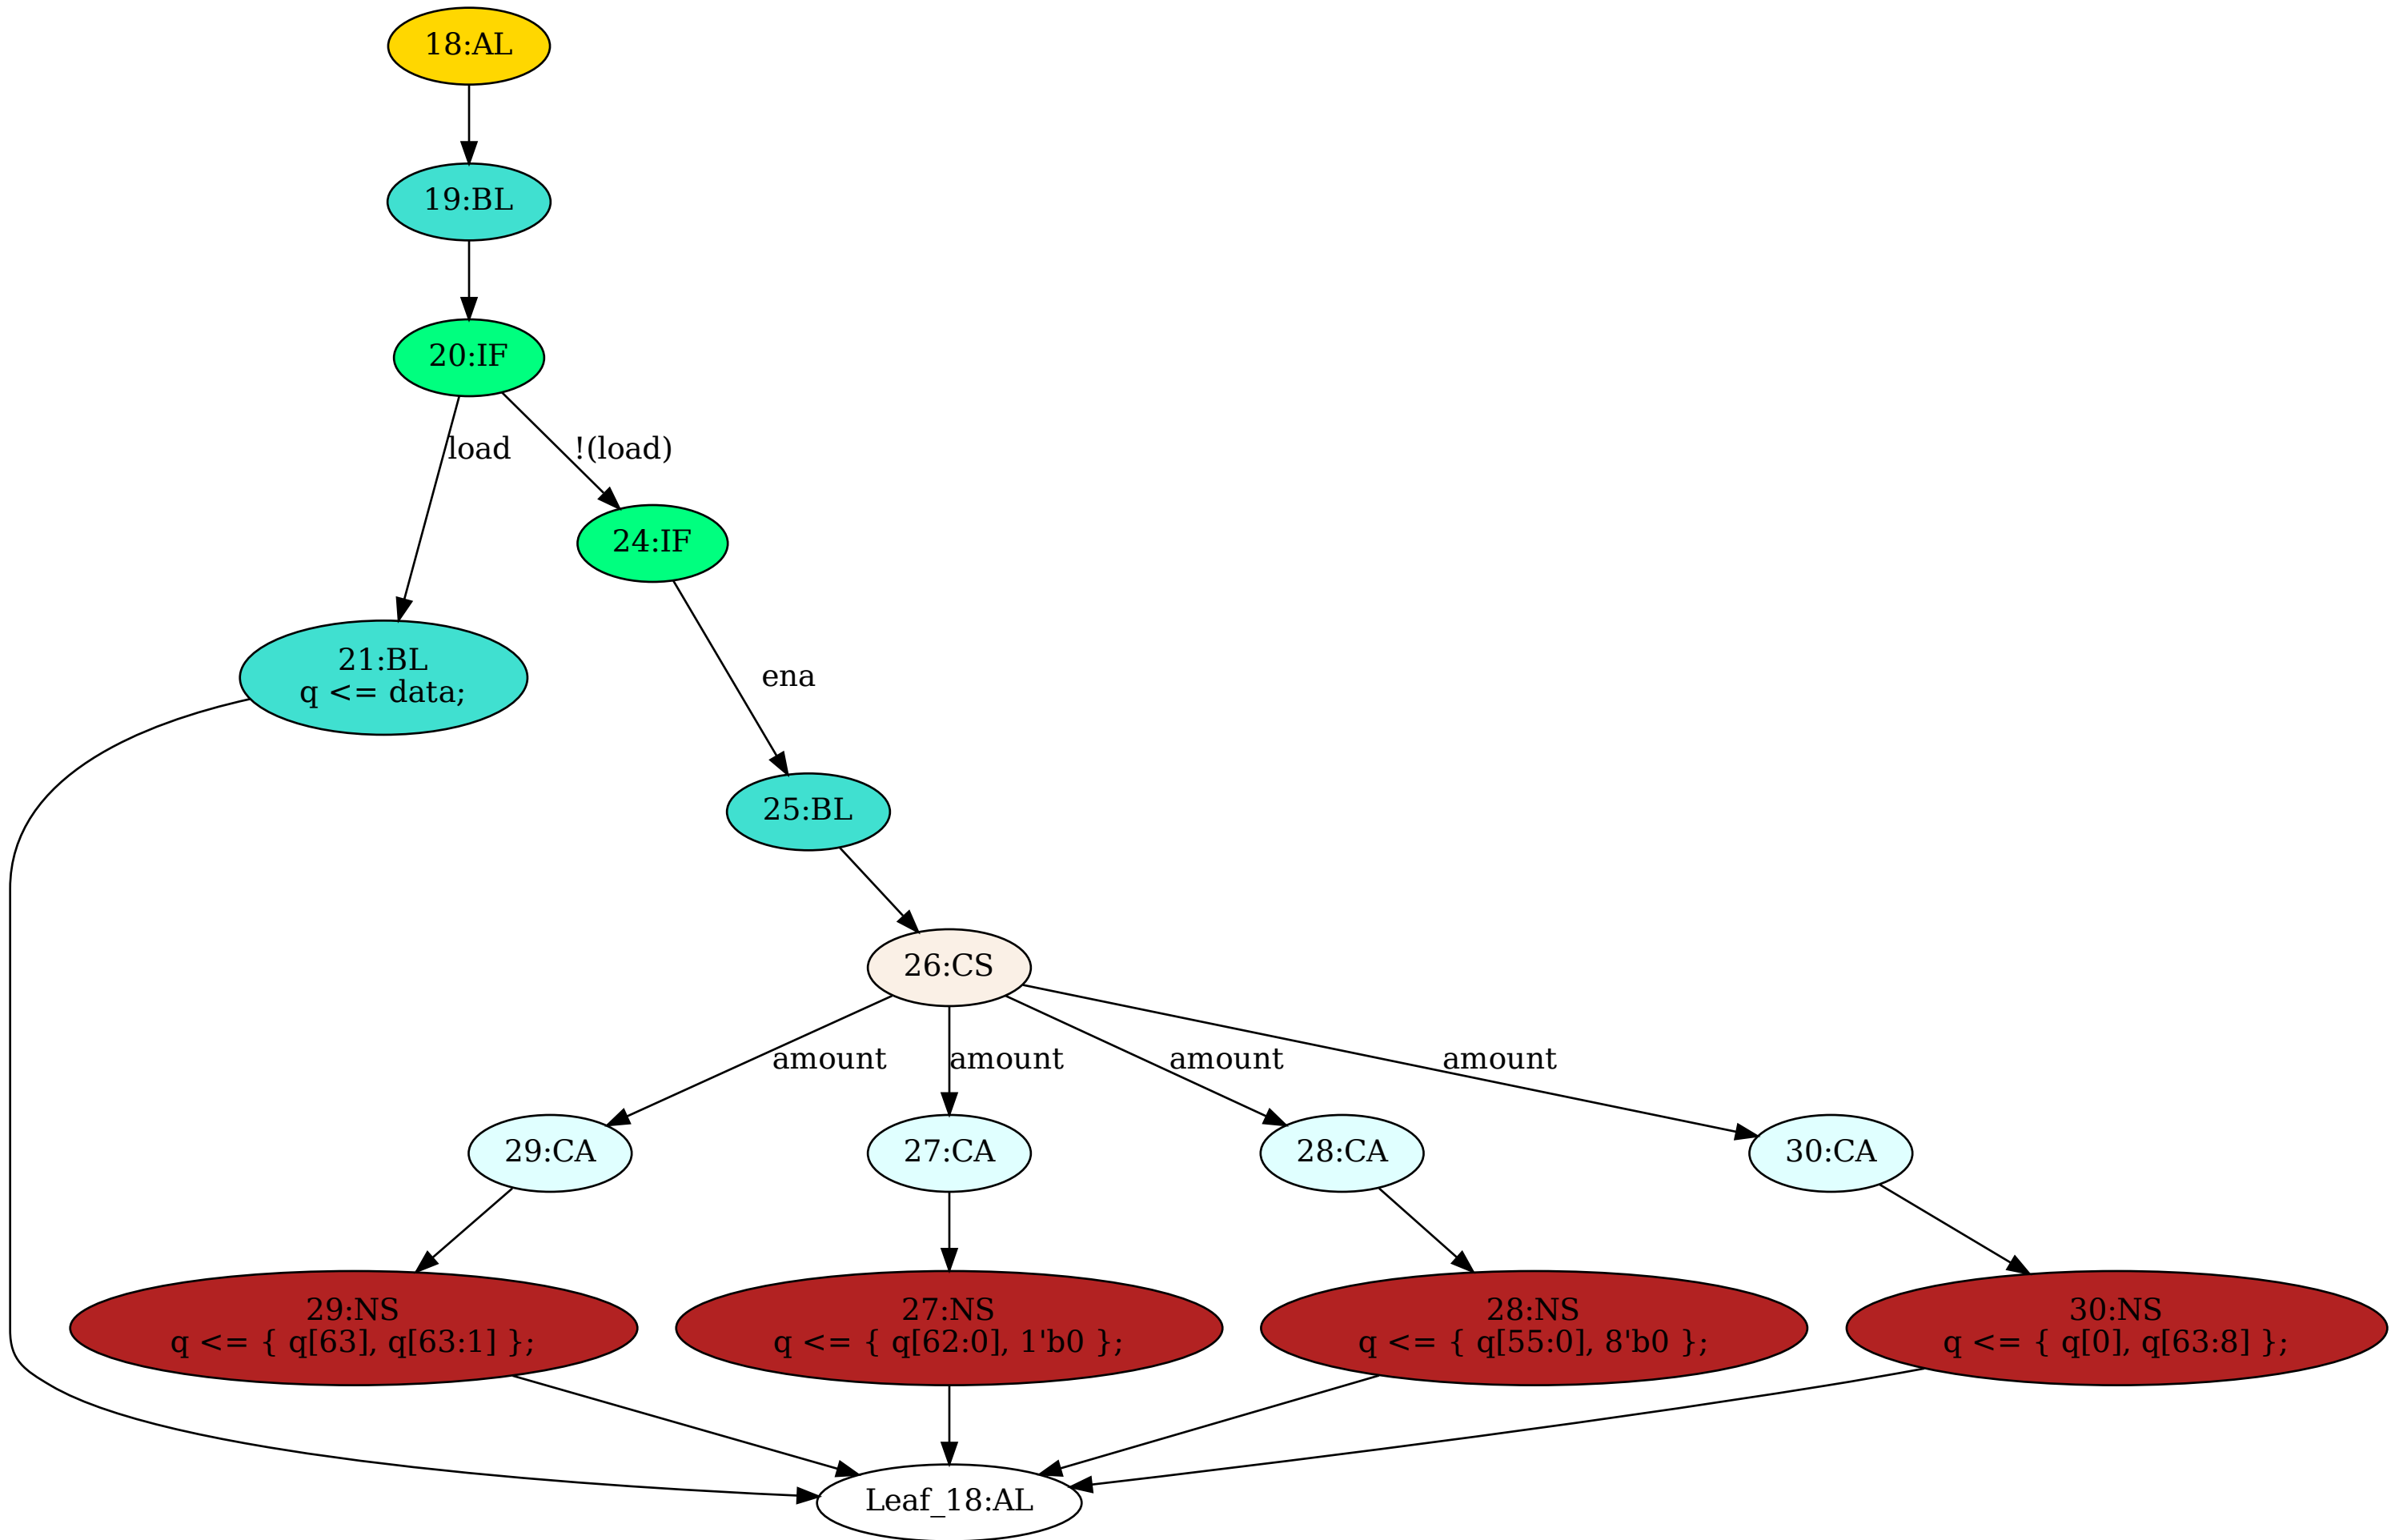 18:AL
19:BL
20:IF
load
!(load)
24:IF
21:BL
q <= data;
ena
25:BL
26:CS
amount
amount
amount
amount
29:CA
27:CA
28:CA
30:CA
29:NS
q <= { q[63], q[63:1] };
27:NS
q <= { q[62:0], 1'b0 };
28:NS
q <= { q[55:0], 8'b0 };
30:NS
q <= { q[0], q[63:8] };
Leaf_18:AL